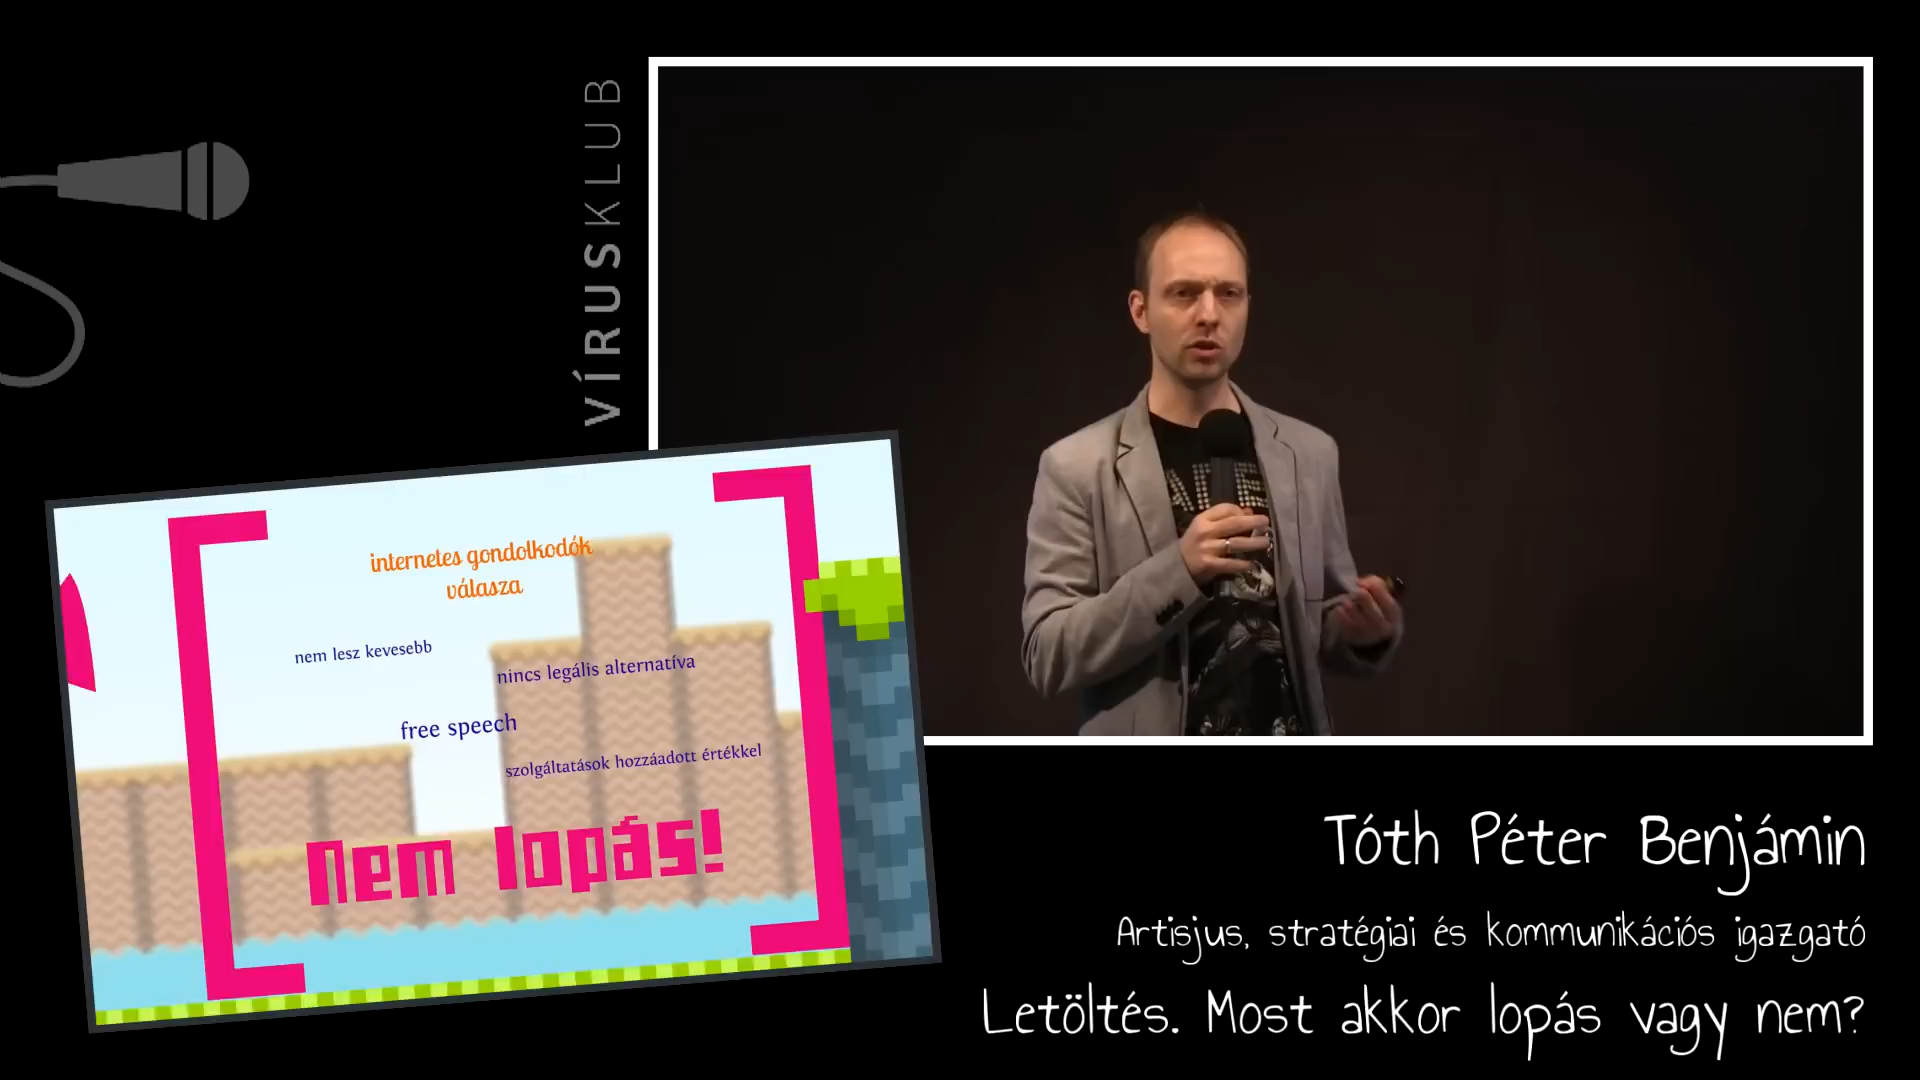 VÍRUSKLUB
internetes gondolkodók
válasza
nem lesz kevesebb
nincs legális alternatíva
free speech
szolgáltatások hozzáadott értékkel
Nem lopás!
Tóth Péter Benjámin
Artisjus, stratégiai és kommunikációs igazgató
Letöltés. Most akkor lopás vagy nem?